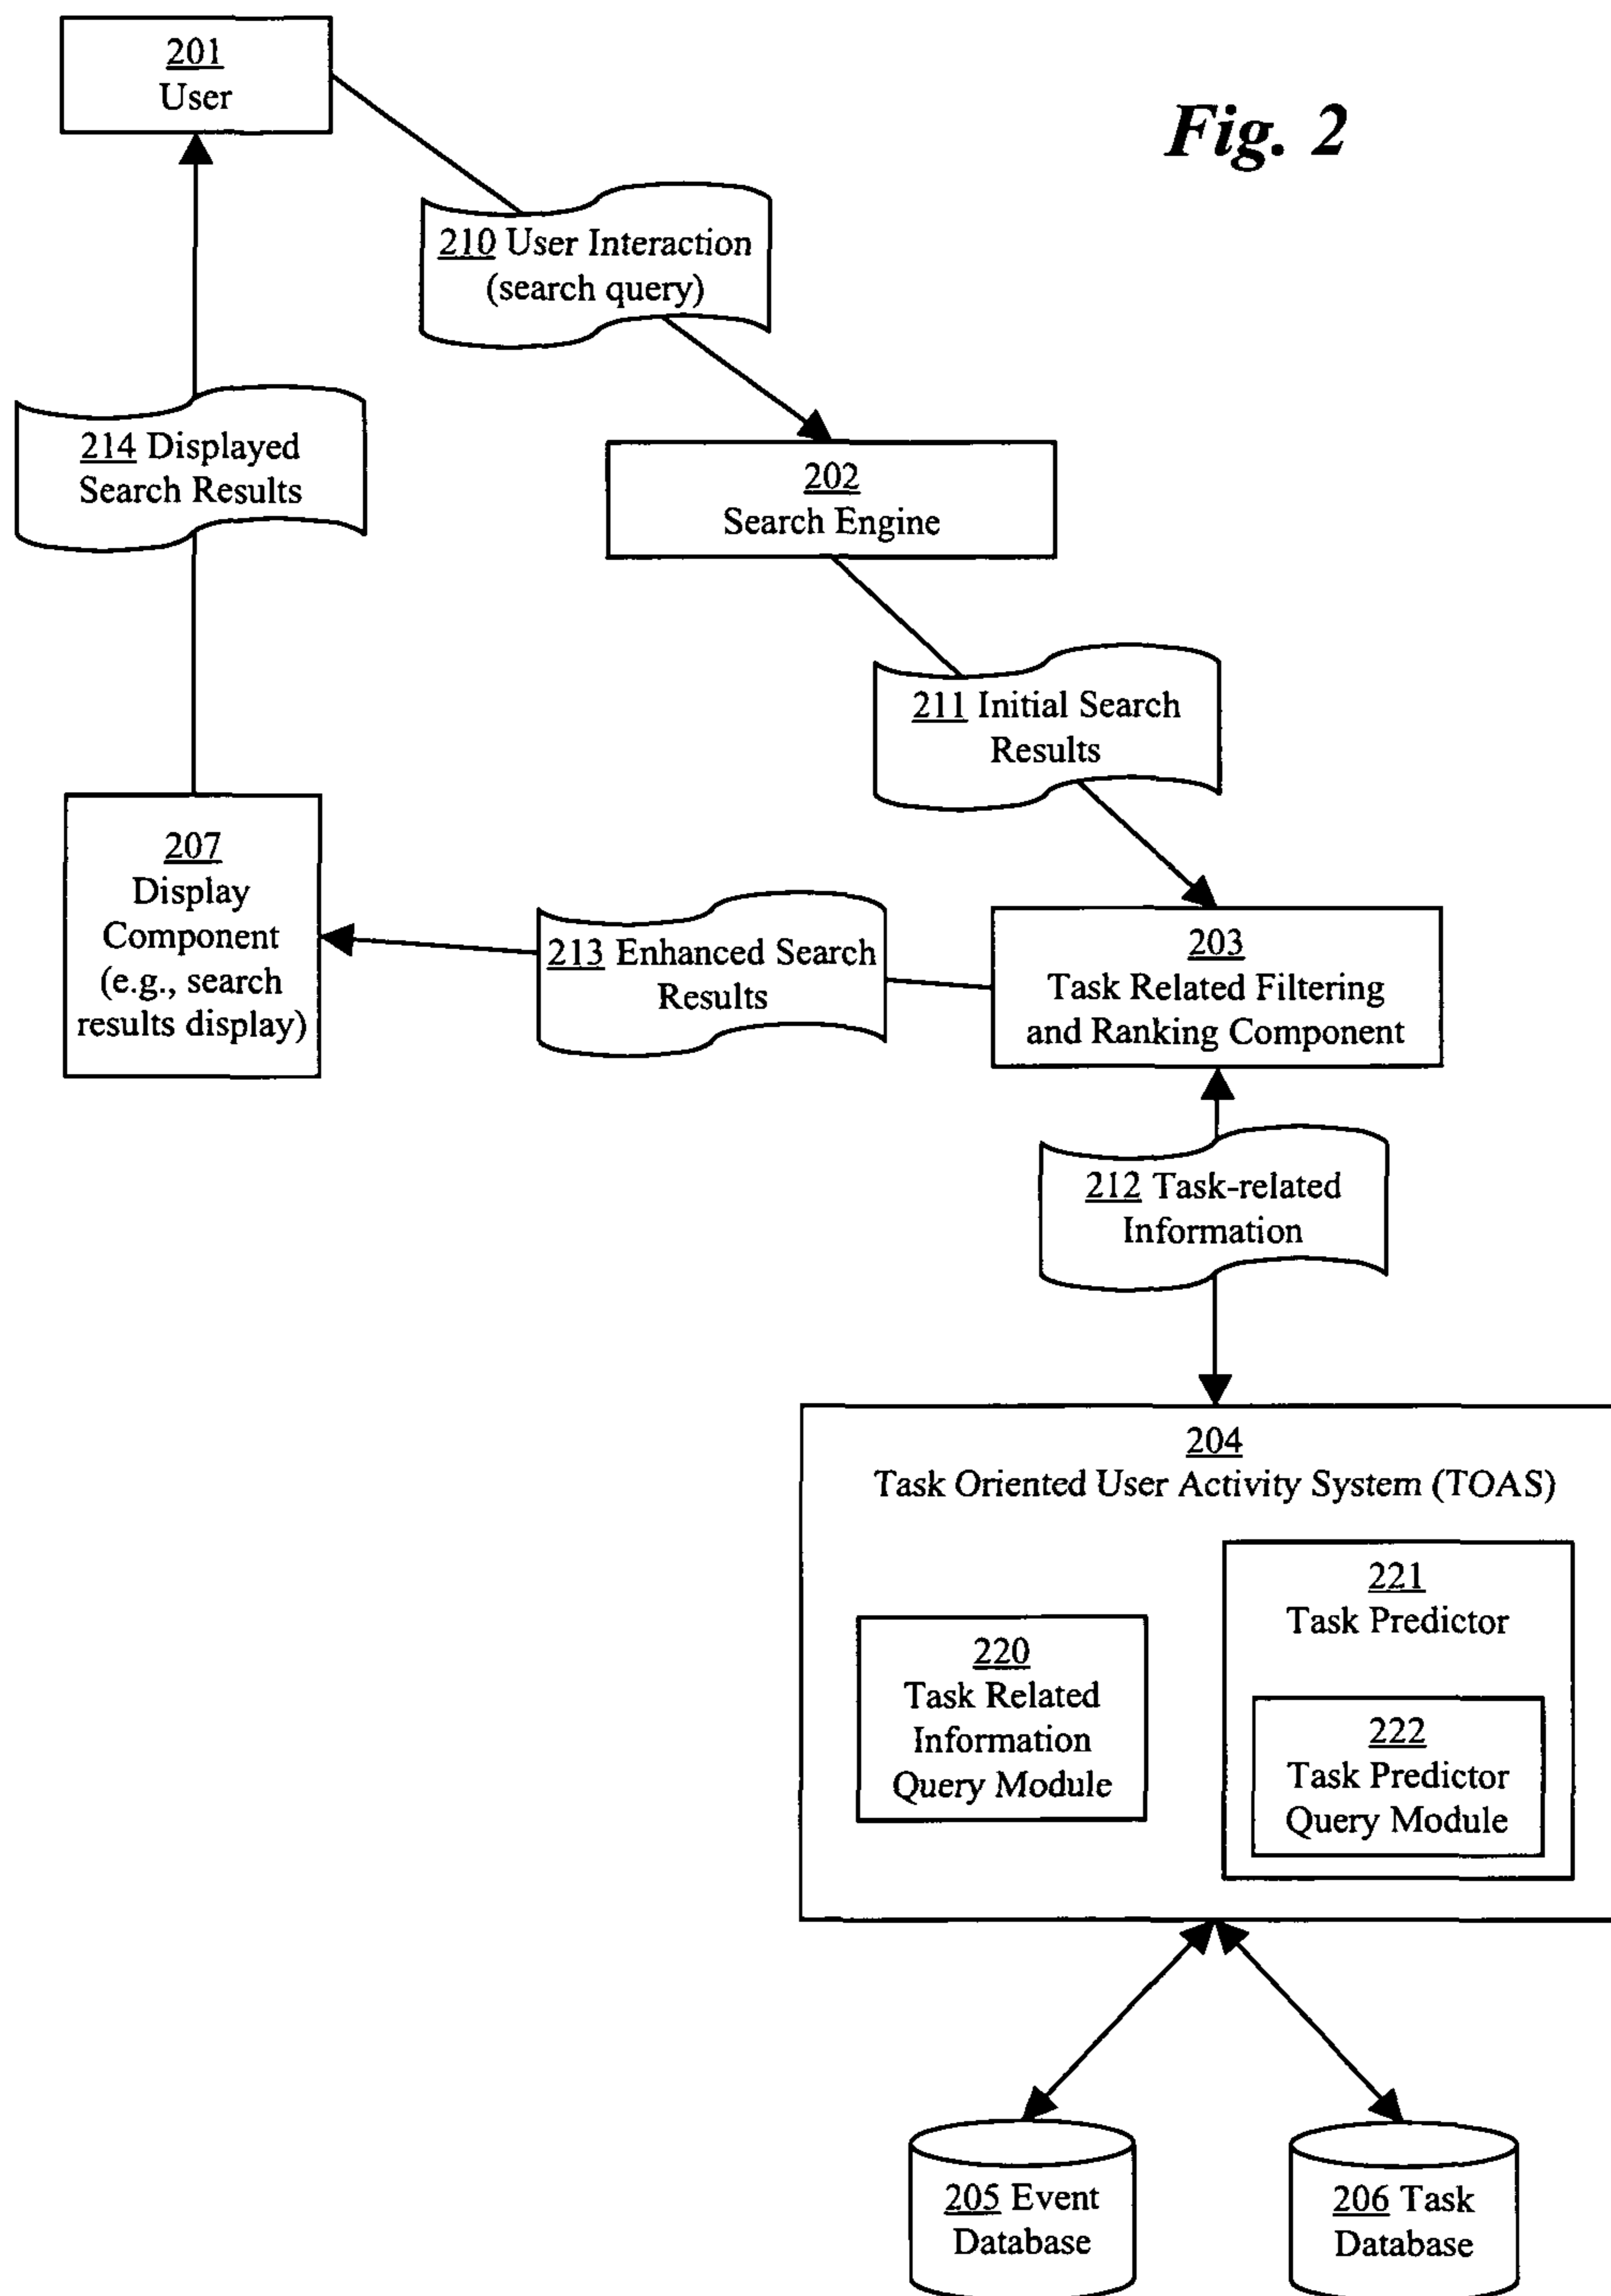 201
User
Fig. 2
210 User Interaction
(search query)
214 Displayed
Search Results
202
Search Engine
211 Initial Search
Results
207
Display
Component
(e.g., search
results display)
213 Enhanced Search
Results
203
Task Related Filtering
and Ranking Component
212 Task-related
Information
204
Task Oriented User Activity System (TOAS)
220
Task Related
Information
Query Module
221
Task Predictor
222
Task Predictor
Query Module
205 Event
Database
206 Task
Database